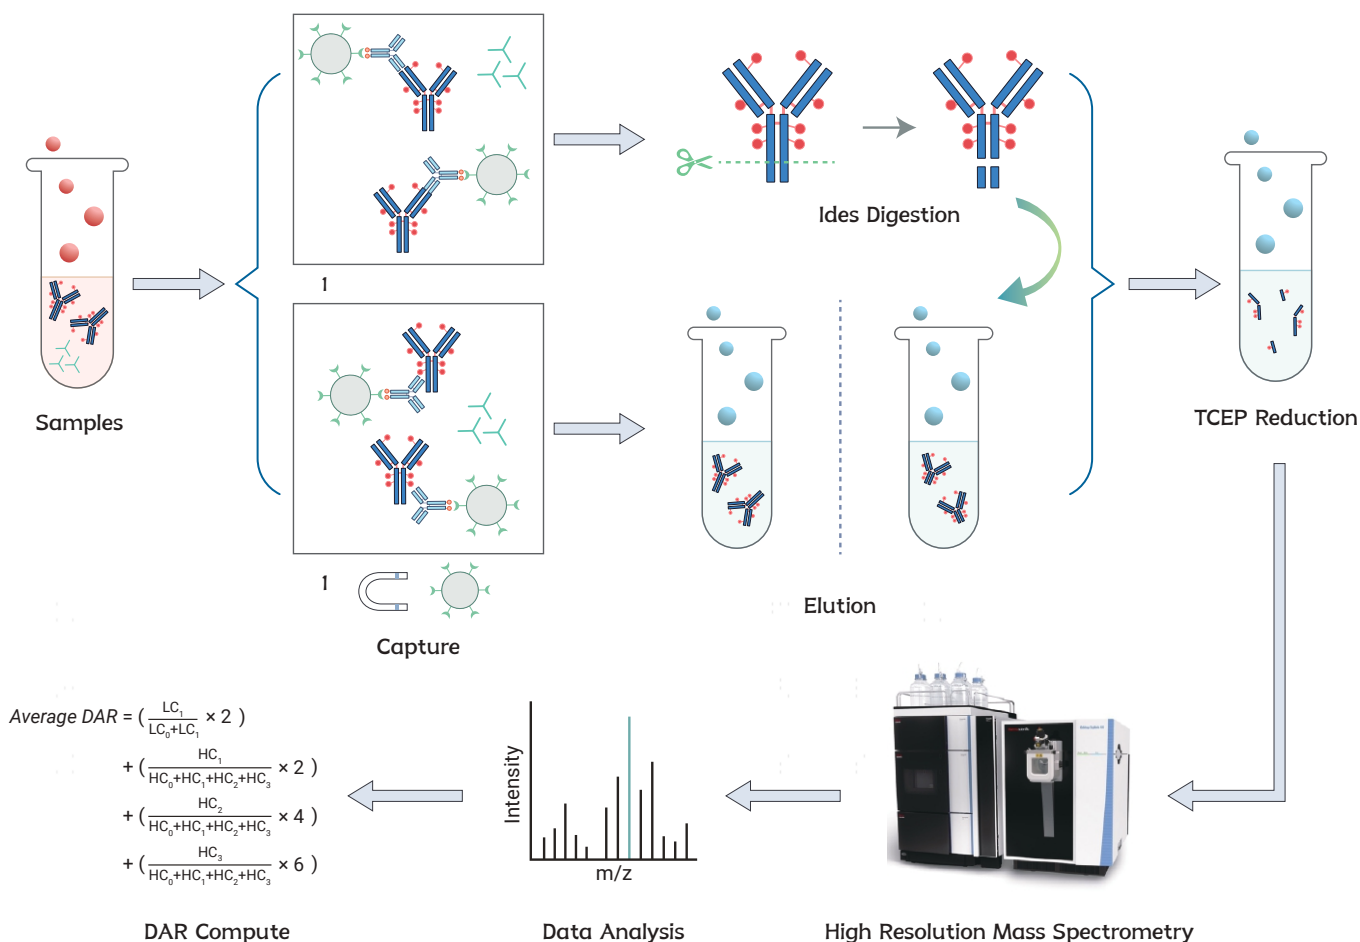 1
Ides Digestion
Samples
TCEP Reduction
1
Elution
Capture
Average DAR = ( LC₁ / LC₀+LC₁ × 2 )
+ ( HC₁ / HC₀+HC₁+HC₂+HC₃ × 2 )
+ ( HC₂ / HC₀+HC₁+HC₂+HC₃ × 4 )
+ ( HC₃ / HC₀+HC₁+HC₂+HC₃ × 6 )
Intensity
m/z
DAR Compute
Data Analysis
High Resolution Mass Spectrometry